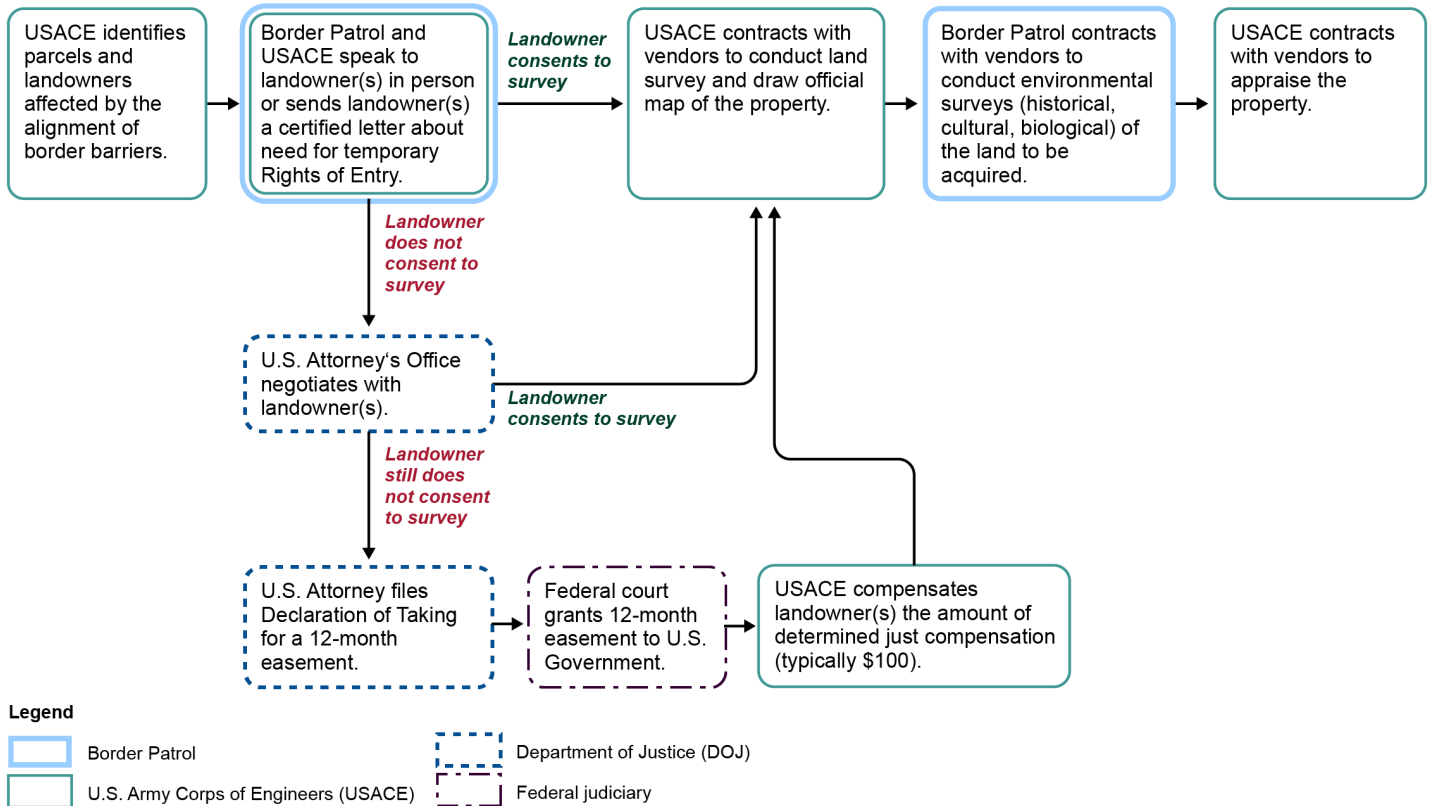 USACE identifies
parcels and
landowners
affected by the
alignment of
border barriers.
Border Patrol and
USACE speak to
landowner(s) in person
or sends landowner(s)
a certified letter about
need for temporary
Rights of Entry.
Landowner
consents to
survey
USACE contracts with
vendors to conduct land
survey and draw official
map of the property.
Border Patrol contracts
with vendors to
conduct environmental
surveys (historical,
cultural, biological) of
the land to be
acquired.
USACE contracts
with vendors to
appraise the
property.
Landowner
does not
consent to
survey
U.S. Attorney‘s Office
negotiates with
landowner(s).
Landowner
consents to survey
Landowner
still does
not consent
to survey
U.S. Attorney files
Declaration of Taking
for a 12-month
easement.
Federal court
grants 12-month
easement to U.S.
Government.
USACE compensates
landowner(s) the amount of
determined just compensation
(typically $100).
Legend
Border Patrol
U.S. Army Corps of Engineers (USACE)
Department of Justice (DOJ)
Federal judiciary